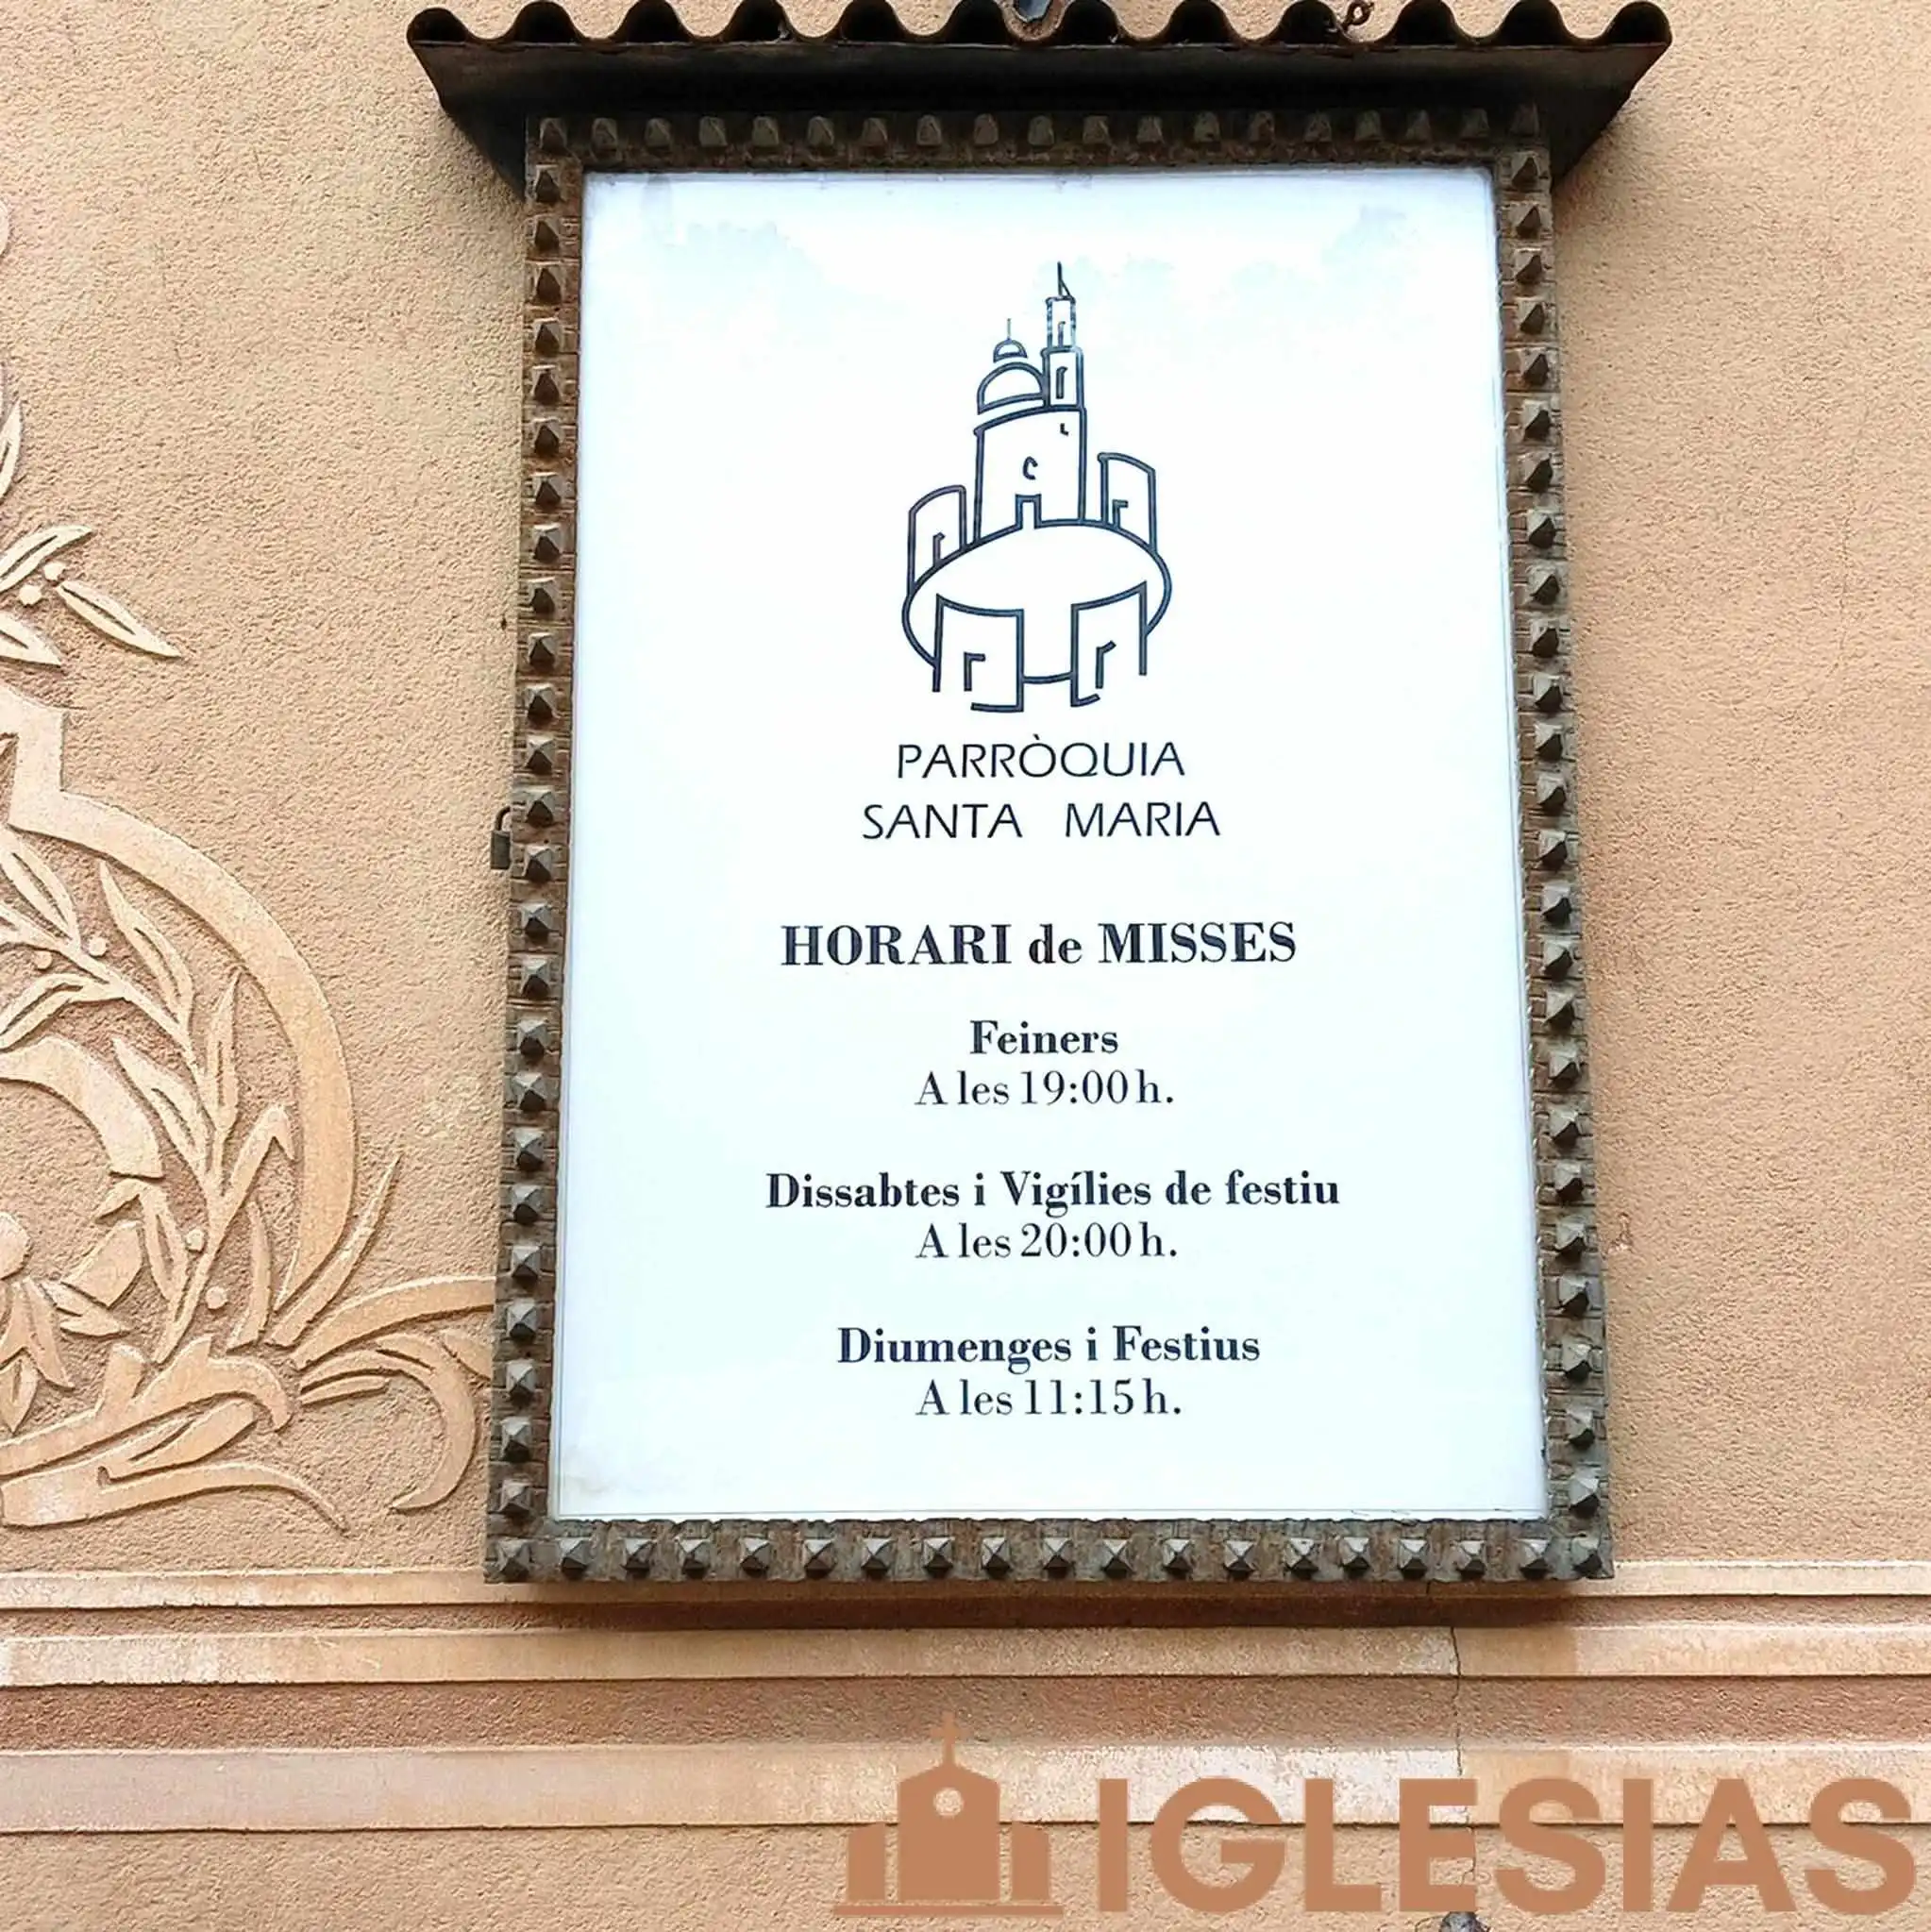 PARRÒQUIA
SANTA MARIA
HORARI de MISSES
Feiners
A les 19:00 h.
Dissabtes i Vigílies de festiu
A les 20:00 h.
Diumenges i Festius
A les 11:15 h.
IGLESIAS